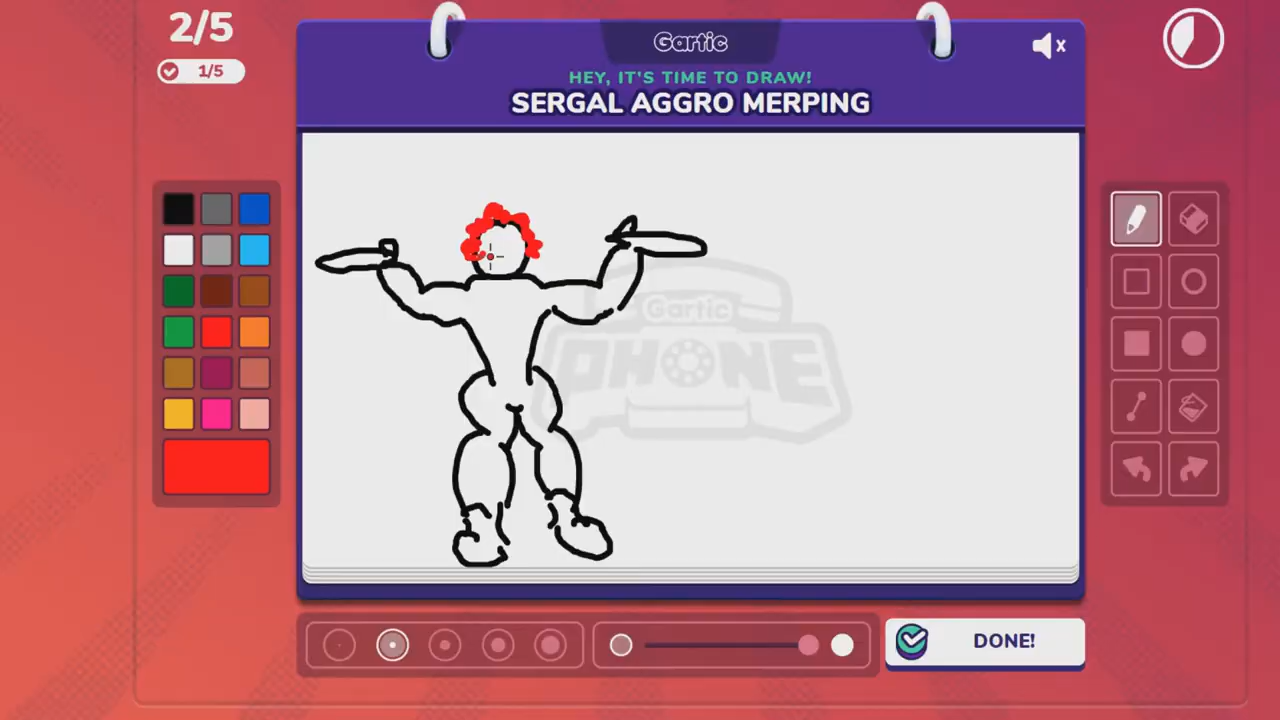 2/5
1/5
Gartic
HEY, IT'S TIME TO DRAW!
SERGAL AGGRO MERPING
Gartic
PHONE
DONE!